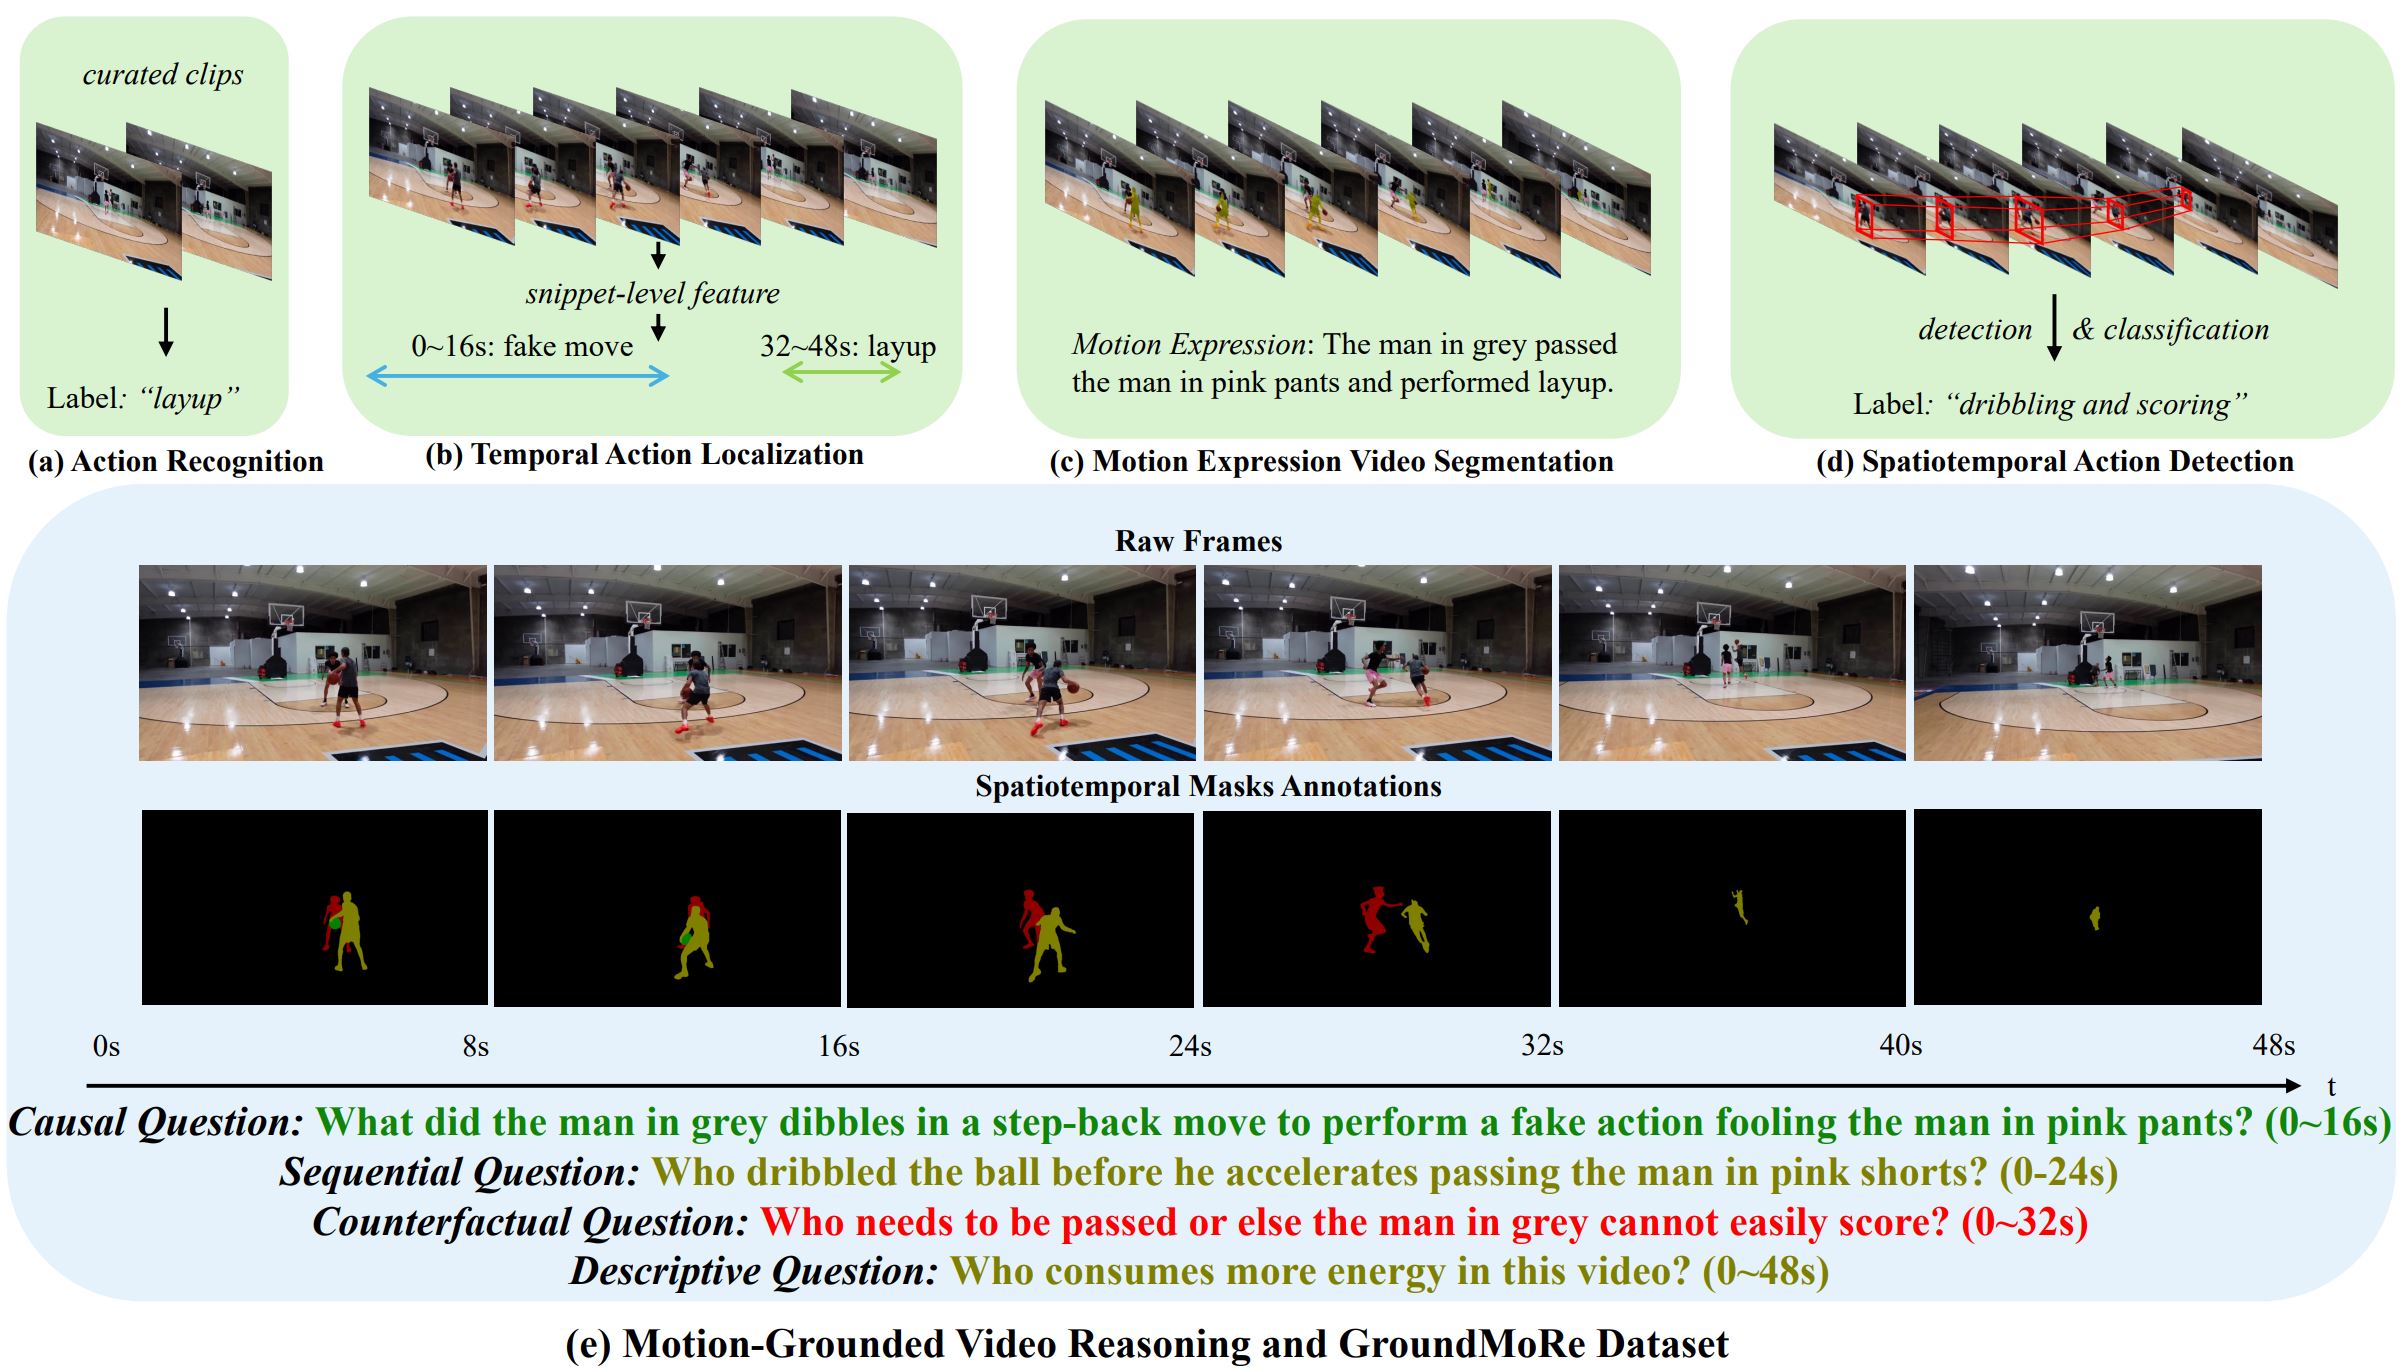 curated clips
Label: “layup”
(a) Action Recognition
snippet-level feature
0~16s: fake move
32~48s: layup
(b) Temporal Action Localization
Motion Expression: The man in grey passed
the man in pink pants and performed layup.
(c) Motion Expression Video Segmentation
detection & classification
Label: “dribbling and scoring”
(d) Spatiotemporal Action Detection
Raw Frames
Spatiotemporal Masks Annotations
0s 8s 16s 24s 32s 40s 48s
t
Causal Question: What did the man in grey dibbles in a step-back move to perform a fake action fooling the man in pink pants? (0~16s)
Sequential Question: Who dribbled the ball before he accelerates passing the man in pink shorts? (0-24s)
Counterfactual Question: Who needs to be passed or else the man in grey cannot easily score? (0~32s)
Descriptive Question: Who consumes more energy in this video? (0~48s)
(e) Motion-Grounded Video Reasoning and GroundMoRe Dataset